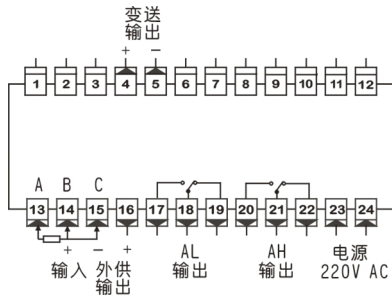 变送
输出
+ −
1 2 3 4 5 6 7 8 9 10 11 12
A B C
13 14 15 16 17 18 19 20 21 22 23 24
+ − +
输入 外供 AL AH 电源
输出 输出 输出 220V AC